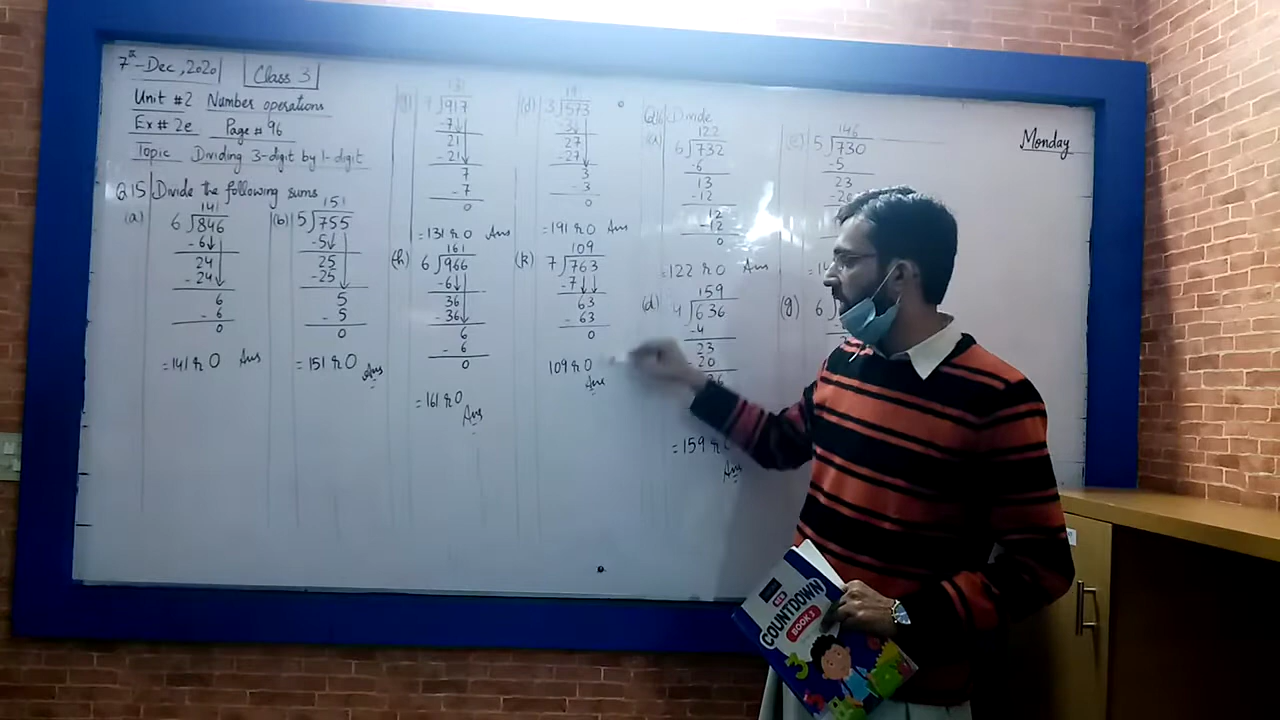 7th-Dec, 2020 Class 3
Unit #2 Number operations
Ex# 2e Page # 96
Topic Dividing 3-digit by 1-digit
Q15 Divide the following sums
(a)
141
6 846
-6
24
-24
6
-6
0
=141 r 0 Ans
(b)
151
5 755
-5
25
-25
5
-5
0
=151 r 0 Ans
131
917
-7
21
-21
7
-7
0
=131 r 0 Ans
(h)
161
6 966
-6
36
-36
6
-6
0
=161 r 0
Ans
(d)
191
3 573
27
-27
3
-3
0
=191 r 0 Ans
(k)
109
7 763
-7
63
-63
0
109 r 0
Ans
Q16 Divide
(a)
122
6 732
-6
13
-12
12
-12
0
=122 r 0 Ans
(d)
159
4 636
-4
23
-20
=159 r
Ans
146
5 730
-5
23
(g)
6
Monday
NEW
COUNTDOWN
BOOK